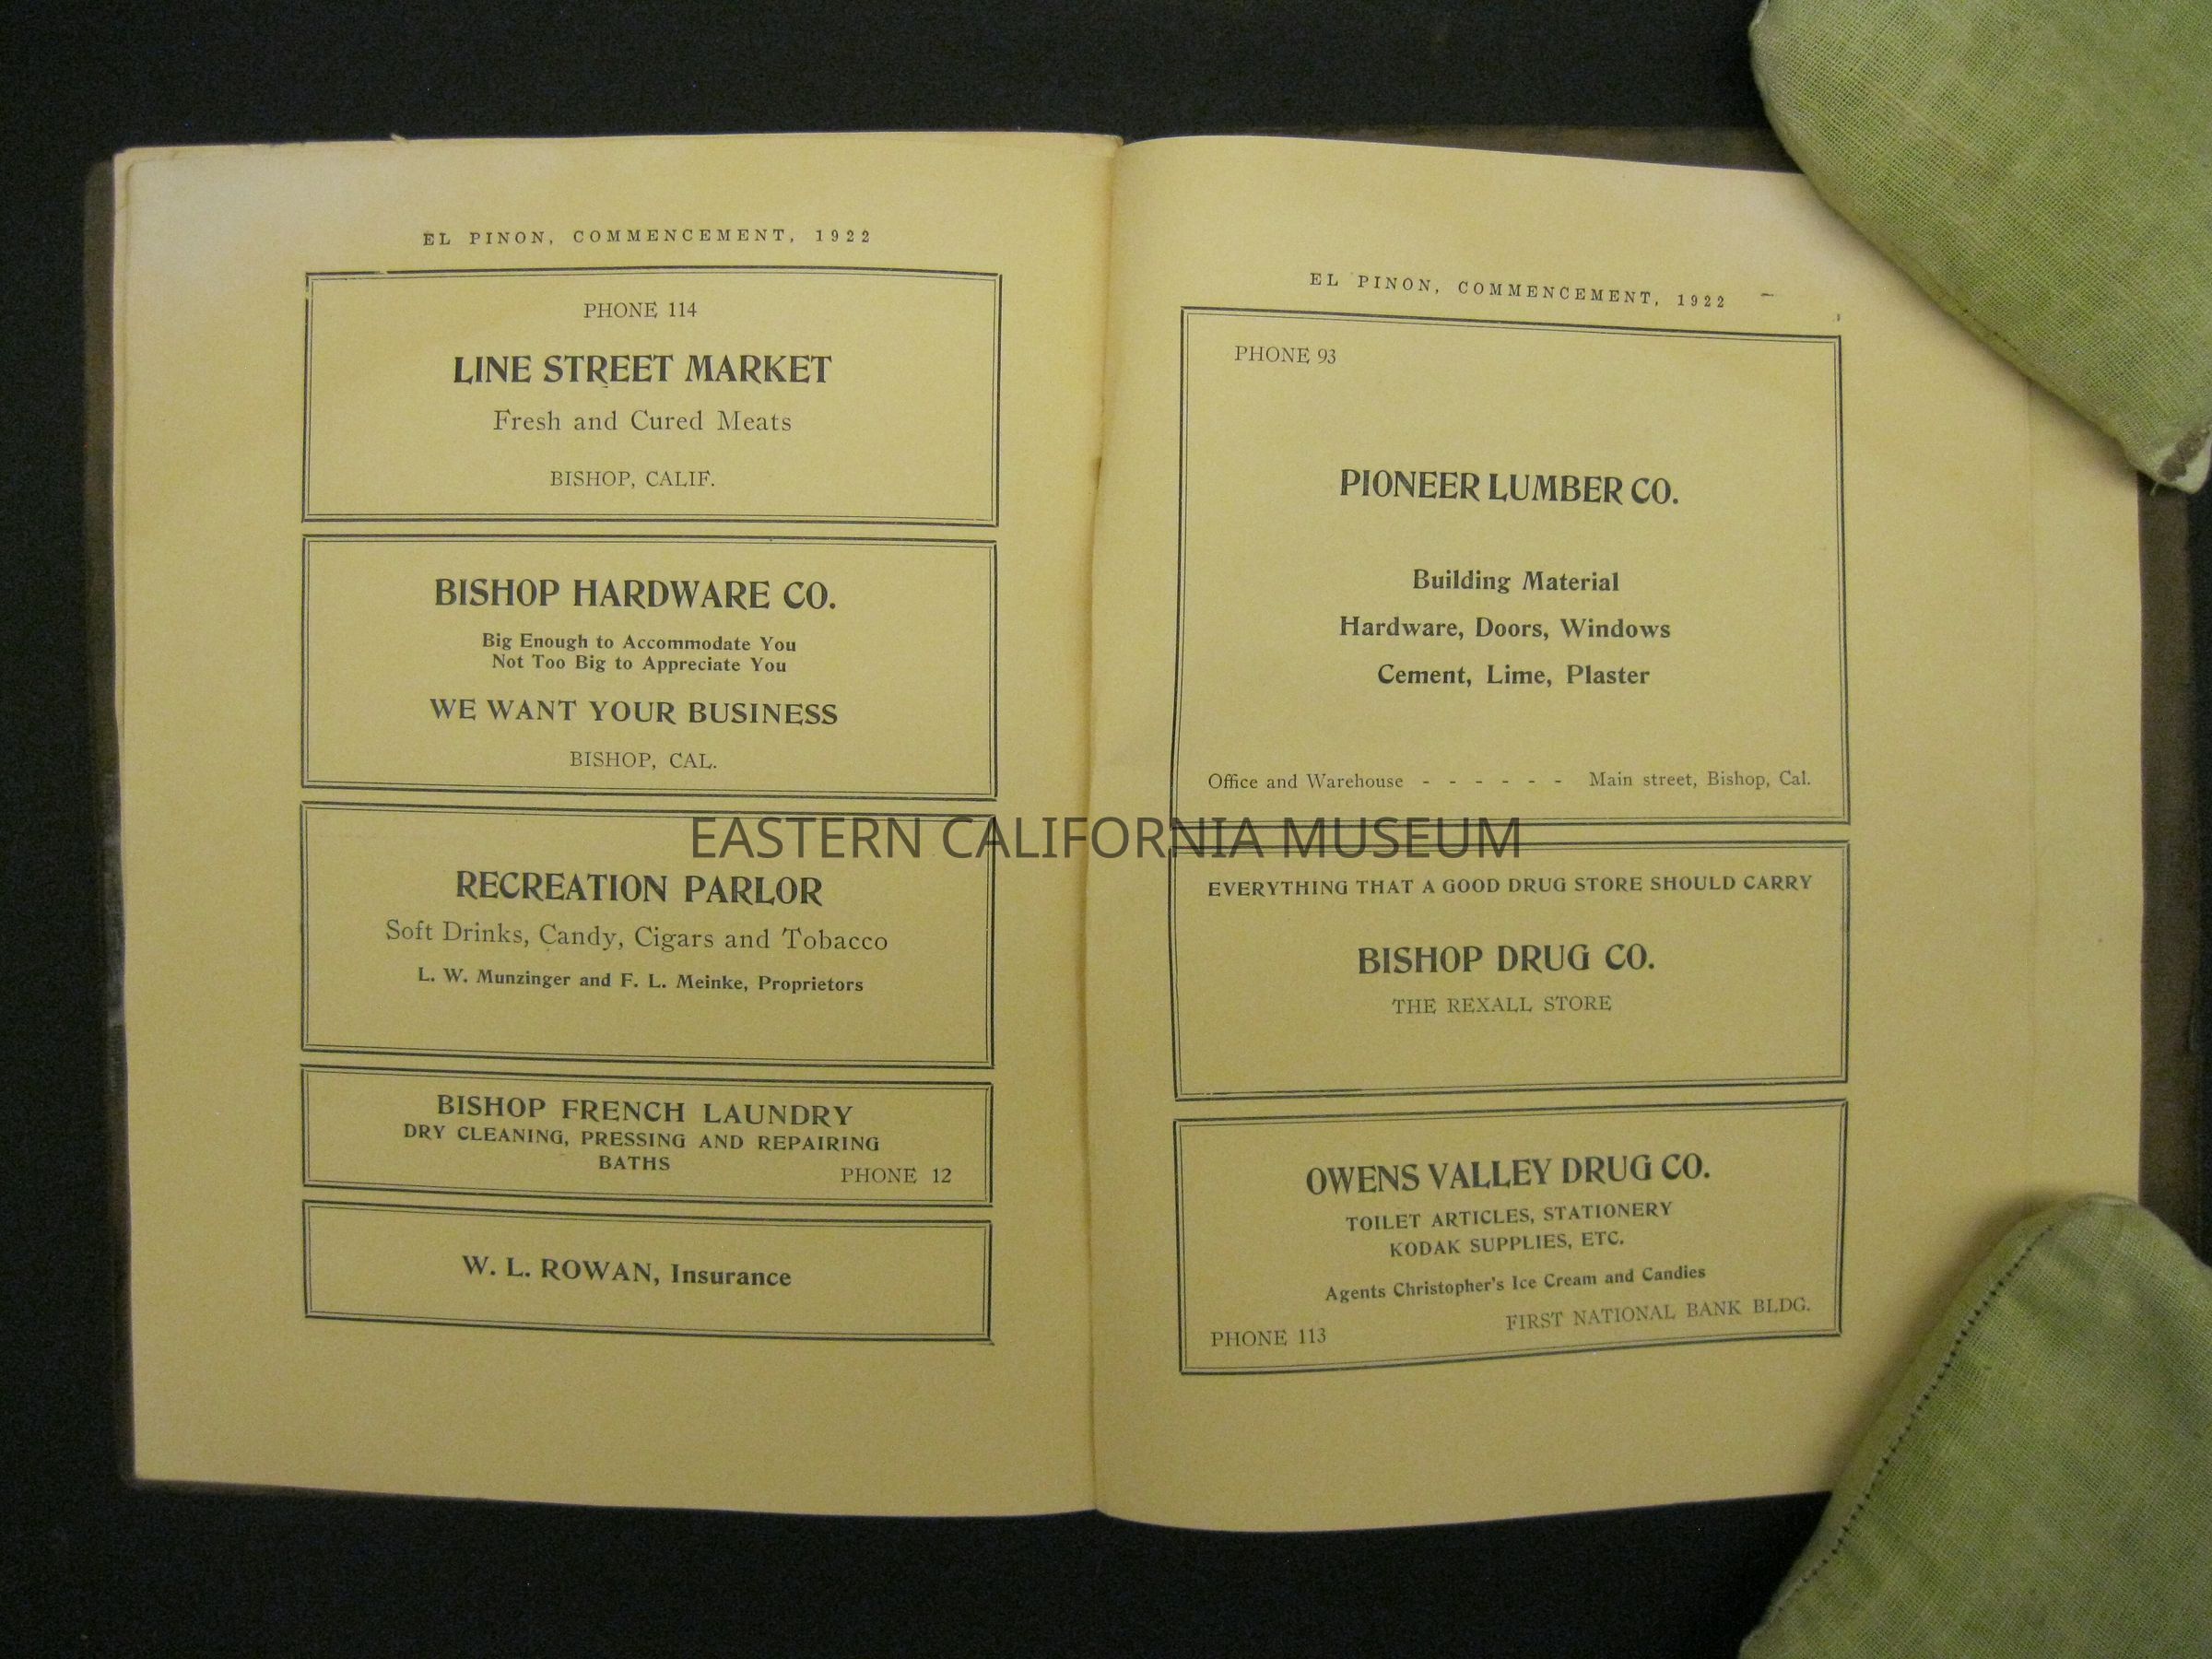 EL PINON, COMMENCEMENT, 1922
PHONE 114
LINE STREET MARKET
Fresh and Cured Meats
BISHOP, CALIF.
BISHOP HARDWARE CO.
Big Enough to Accommodate You
Not Too Big to Appreciate You
WE WANT YOUR BUSINESS
BISHOP, CAL.
RECREATION PARLOR
Soft Drinks, Candy, Cigars and Tobacco
L. W. Munzinger and F. L. Meinke, Proprietors
BISHOP FRENCH LAUNDRY
DRY CLEANING, PRESSING AND REPAIRING
BATHS
PHONE 12
W. L. ROWAN, Insurance
EL PINON, COMMENCEMENT, 1922
PHONE 93
PIONEER LUMBER CO.
Building Material
Hardware, Doors, Windows
Cement, Lime, Plaster
Office and Warehouse - - - - - - Main street, Bishop, Cal.
EVERYTHING THAT A GOOD DRUG STORE SHOULD CARRY
BISHOP DRUG CO.
THE REXALL STORE
OWENS VALLEY DRUG CO.
TOILET ARTICLES, STATIONERY
KODAK SUPPLIES, ETC.
Agents Christopher's Ice Cream and Candies
FIRST NATIONAL BANK BLDG.
PHONE 113
EASTERN CALIFORNIA MUSEUM